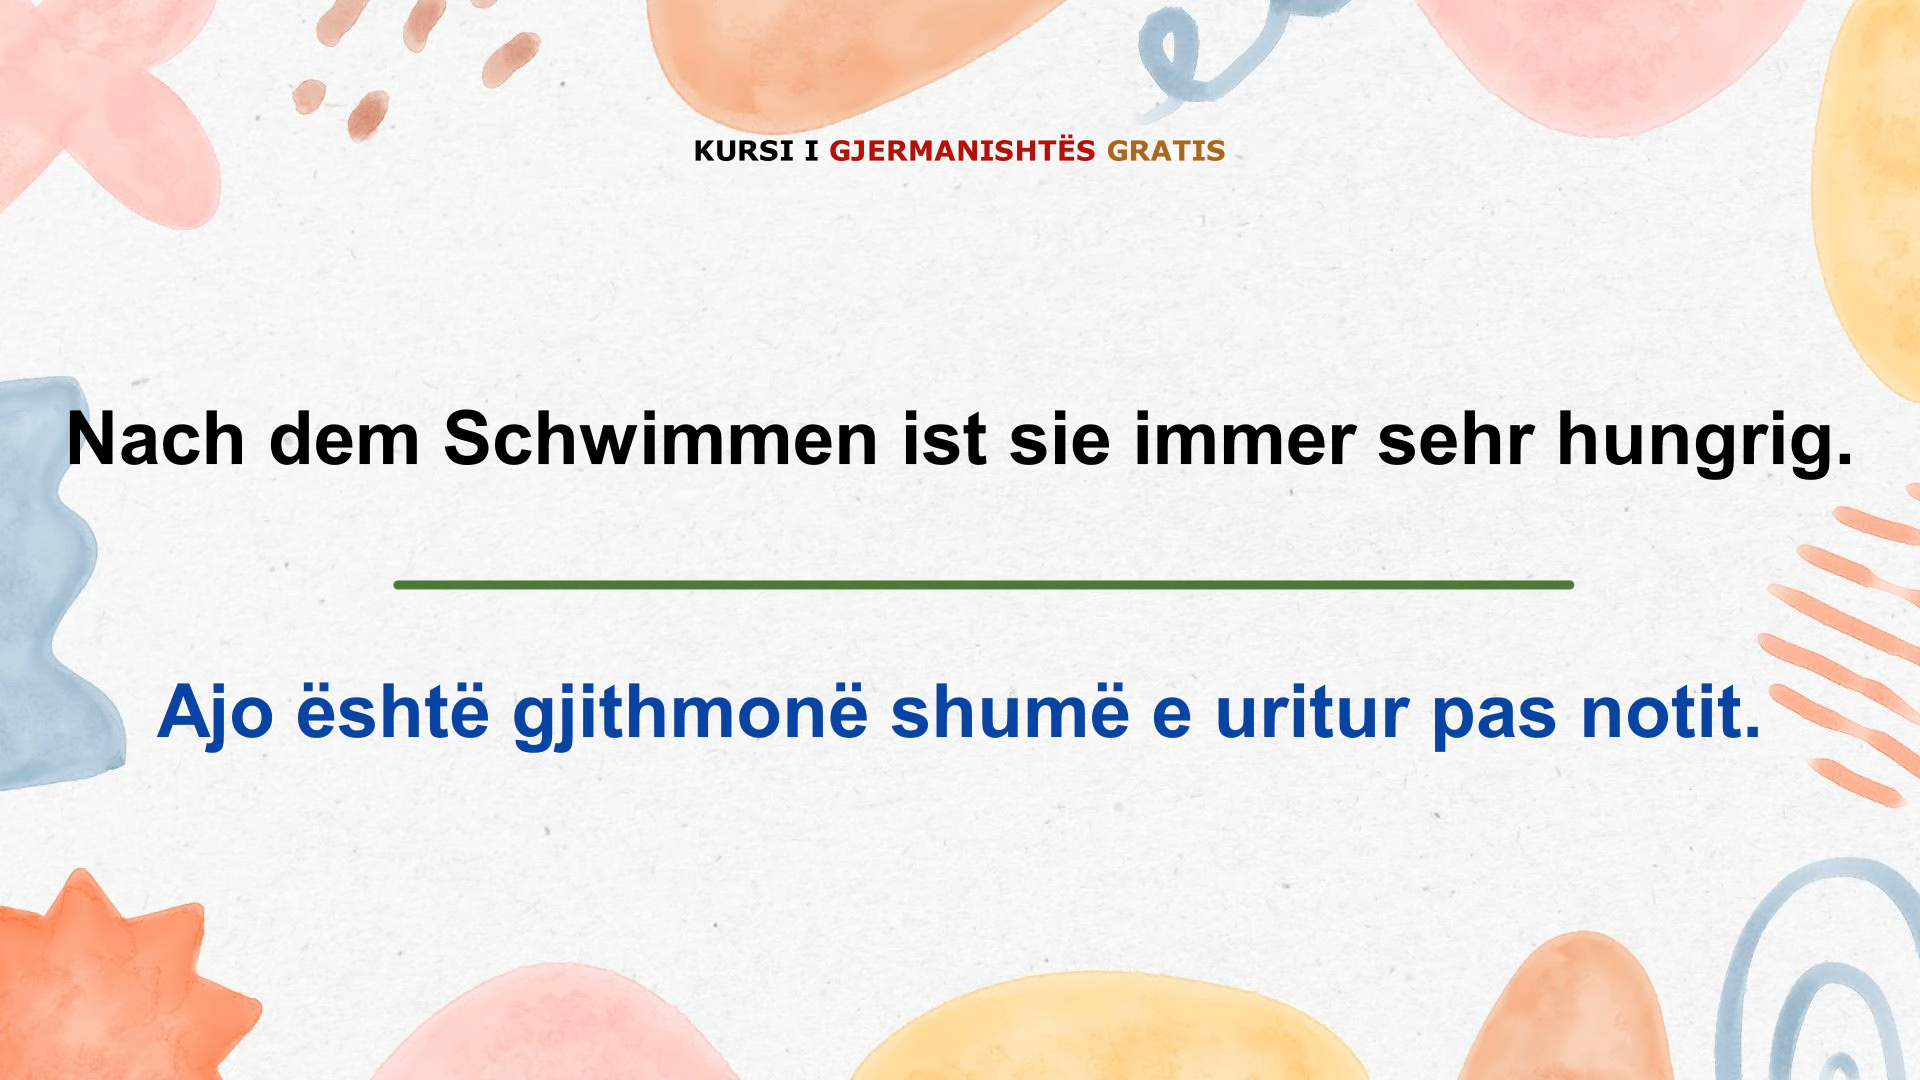 KURSI I GJERMANISHTËS GRATIS
Nach dem Schwimmen ist sie immer sehr hungrig.
Ajo është gjithmonë shumë e uritur pas notit.